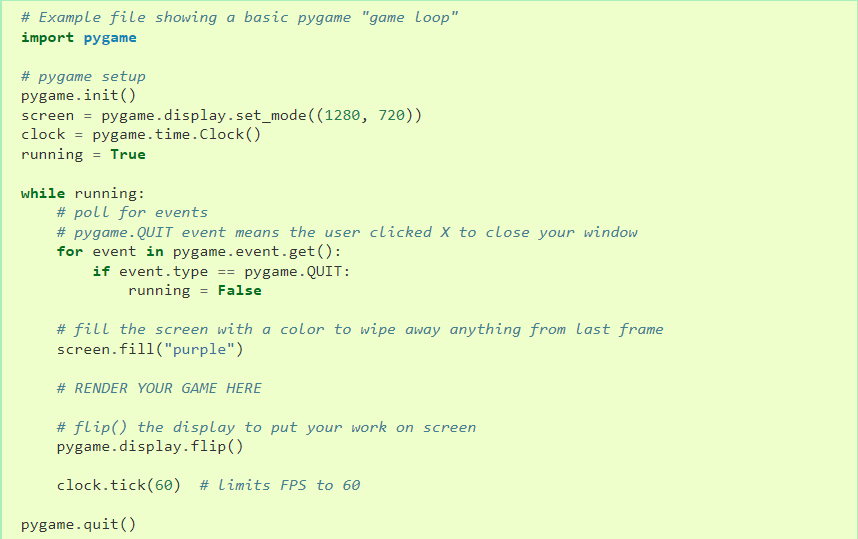 # Example file showing a basic pygame "game loop"
import pygame

# pygame setup
pygame.init()
screen = pygame.display.set_mode((1280, 720))
clock = pygame.time.Clock()
running = True

while running:
    # poll for events
    # pygame.QUIT event means the user clicked X to close your window
    for event in pygame.event.get():
        if event.type == pygame.QUIT:
            running = False

    # fill the screen with a color to wipe away anything from last frame
    screen.fill("purple")

    # RENDER YOUR GAME HERE

    # flip() the display to put your work on screen
    pygame.display.flip()

    clock.tick(60)  # limits FPS to 60

pygame.quit()